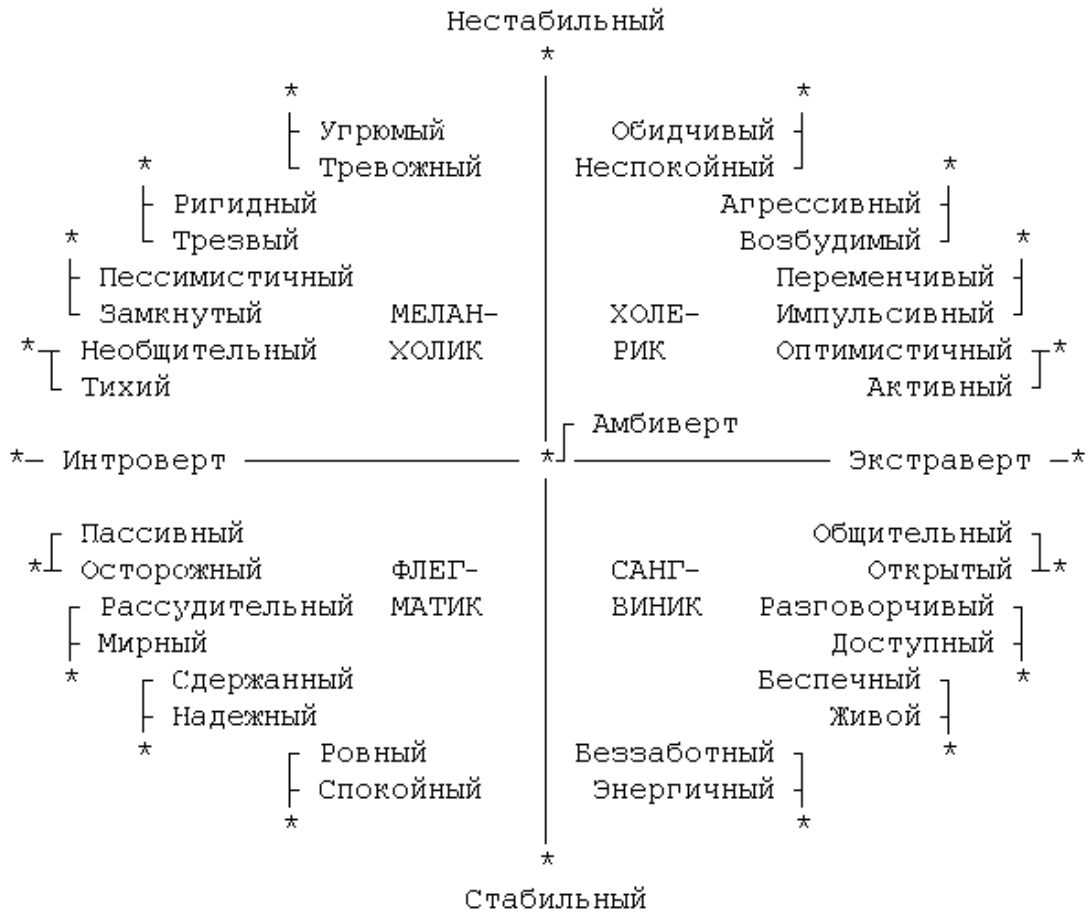 Нестабильный
Угрюмый Обидчивый
Тревожный Неспокойный
Ригидный Агрессивный
Трезвый Возбудимый
Пессимистичный Переменчивый
Замкнутый МЕЛАН- ХОЛЕ- Импульсивный
Необщительный ХОЛИК РИК Оптимистичный
Тихий Активный
Амбиверт
Интроверт Экстраверт
Пассивный Общительный
Осторожный ФЛЕГ- САНГ- Открытый
Рассудительный МАТИК ВИНИК Разговорчивый
Мирный Доступный
Сдержанный Беспечный
Надежный Живой
Ровный Беззаботный
Спокойный Энергичный
Стабильный